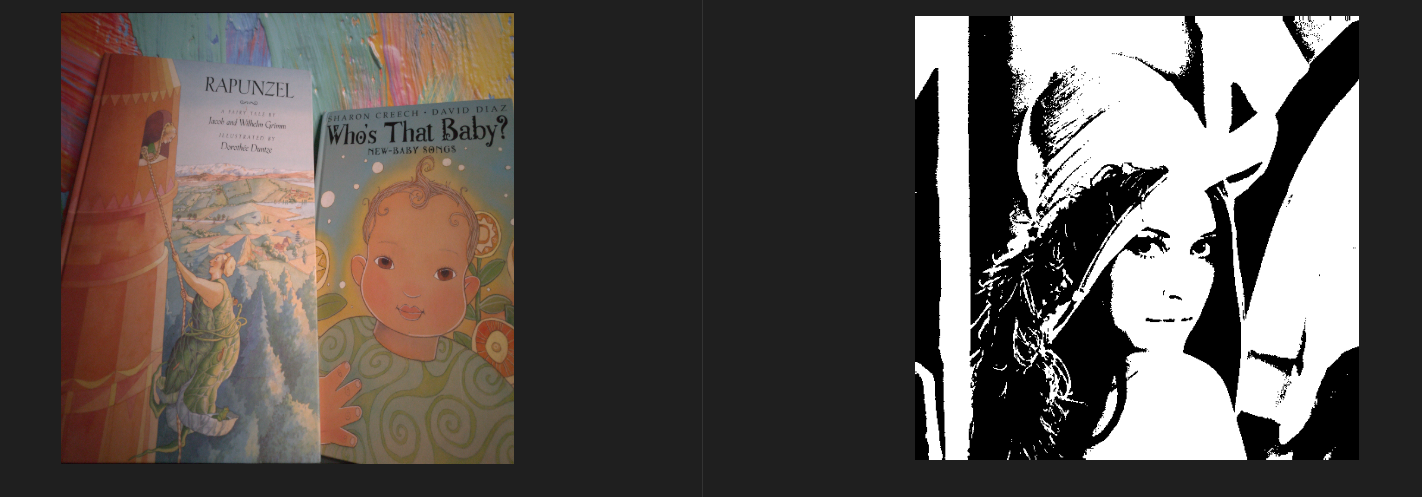 RAPUNZEL
A FAIRY TALE BY
Jacob and Wilhelm Grimm
ILLUSTRATED BY
Dorothée Duntze
SHARON CREECH • DAVID DIAZ
Who's That Baby?
NEW-BABY SONGS